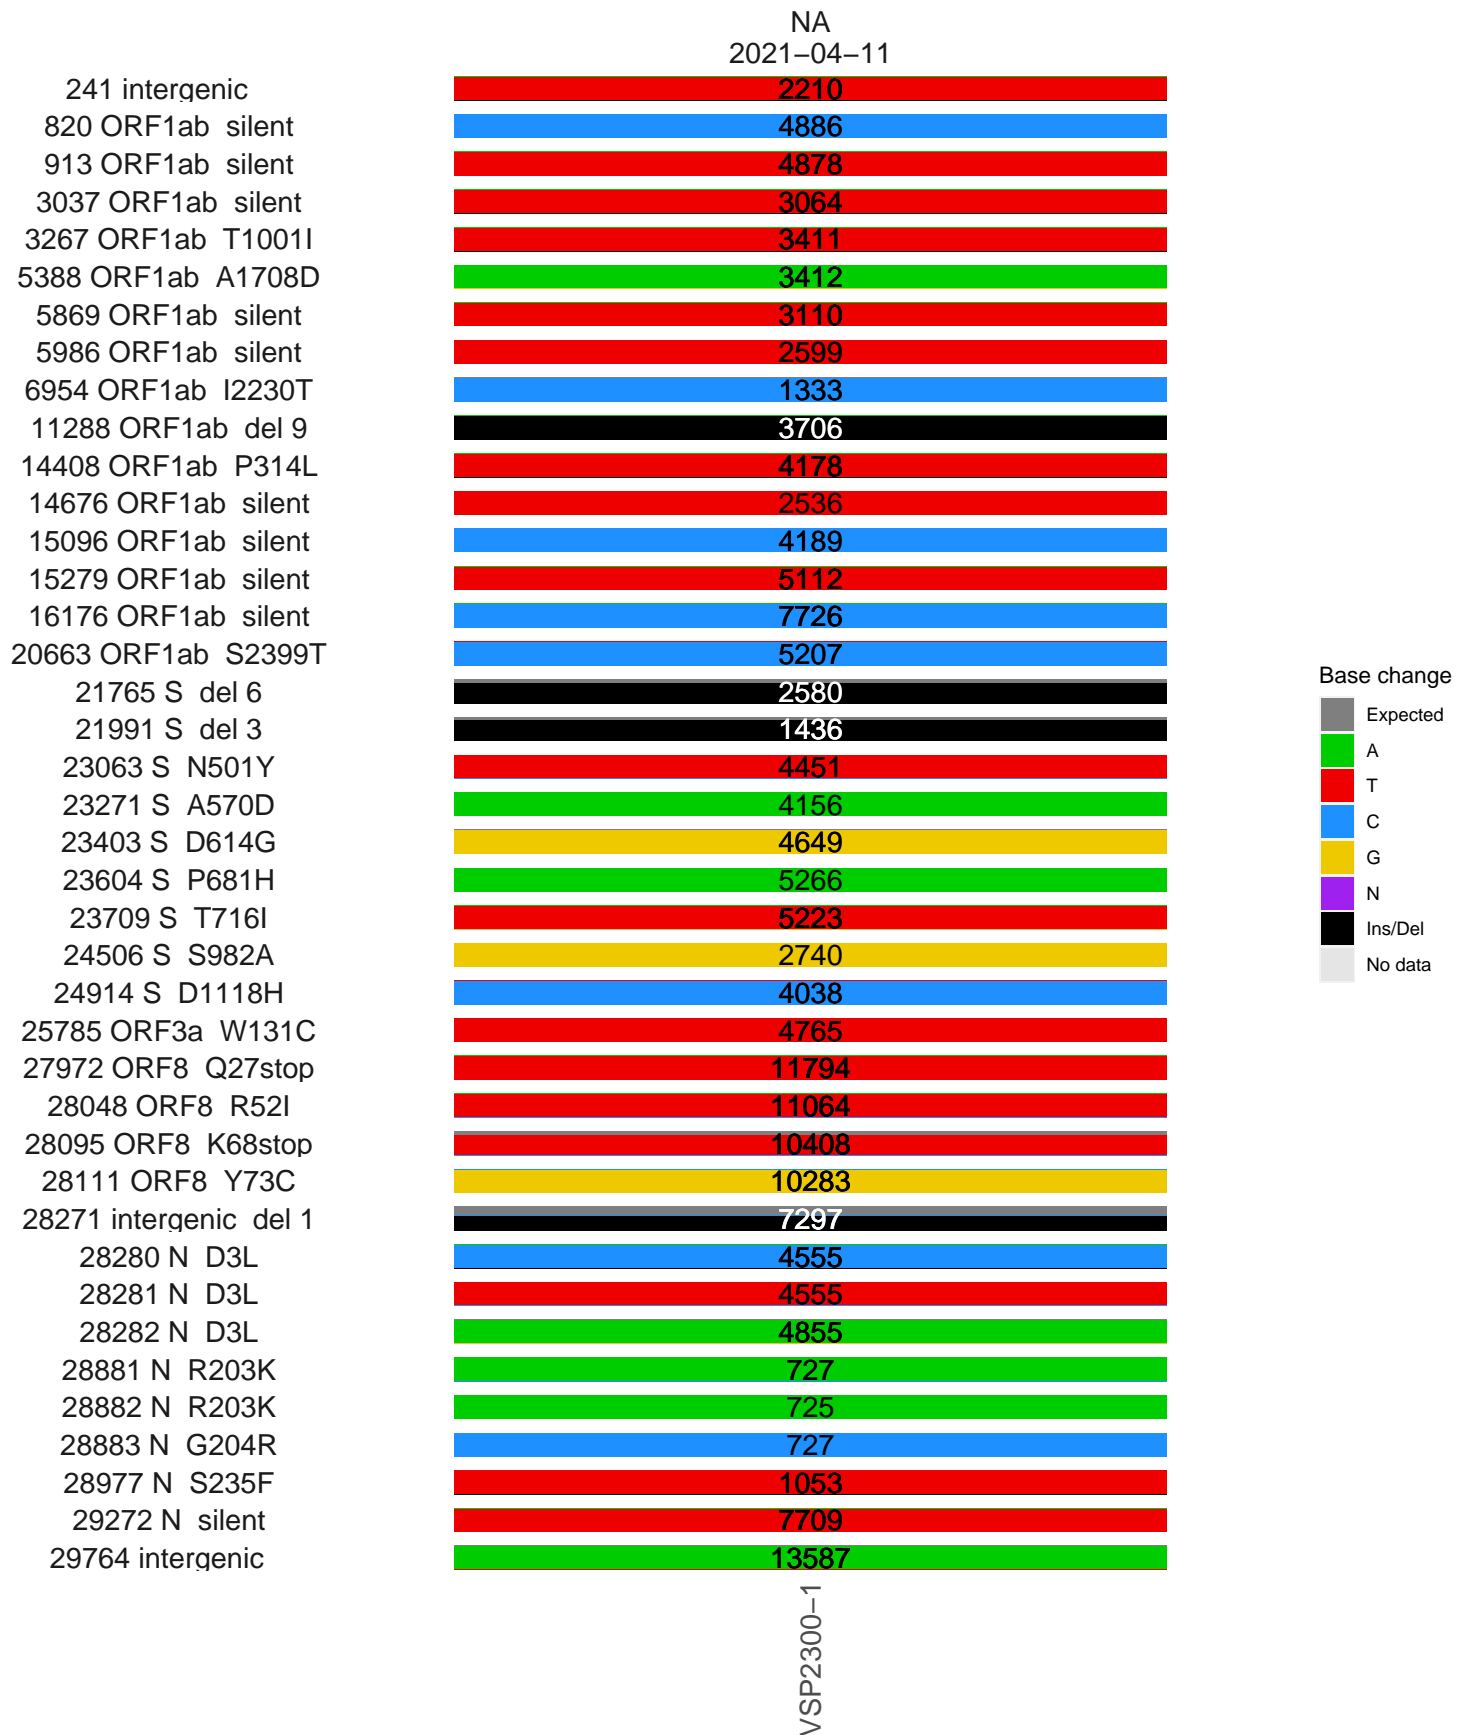 NA
2021−04−11
241 intergenic 2210
820 ORF1ab silent 4886
913 ORF1ab silent 4878
3037 ORF1ab silent 3064
3267 ORF1ab T1001I 3411
5388 ORF1ab A1708D 3412
5869 ORF1ab silent 3110
5986 ORF1ab silent 2599
6954 ORF1ab I2230T 1333
11288 ORF1ab del 9 3706
14408 ORF1ab P314L 4178
14676 ORF1ab silent 2536
15096 ORF1ab silent 4189
15279 ORF1ab silent 5112
16176 ORF1ab silent 7726
20663 ORF1ab S2399T 5207
21765 S del 6 2580
21991 S del 3 1436
23063 S N501Y 4451
23271 S A570D 4156
23403 S D614G 4649
23604 S P681H 5266
23709 S T716I 5223
24506 S S982A 2740
24914 S D1118H 4038
25785 ORF3a W131C 4765
27972 ORF8 Q27stop 11794
28048 ORF8 R52I 11064
28095 ORF8 K68stop 10408
28111 ORF8 Y73C 10283
28271 intergenic del 1 7297
28280 N D3L 4555
28281 N D3L 4555
28282 N D3L 4855
28881 N R203K 727
28882 N R203K 725
28883 N G204R 727
28977 N S235F 1053
29272 N silent 7709
29764 intergenic 13587
VSP2300−1
Base change
Expected
A
T
C
G
N
Ins/Del
No data